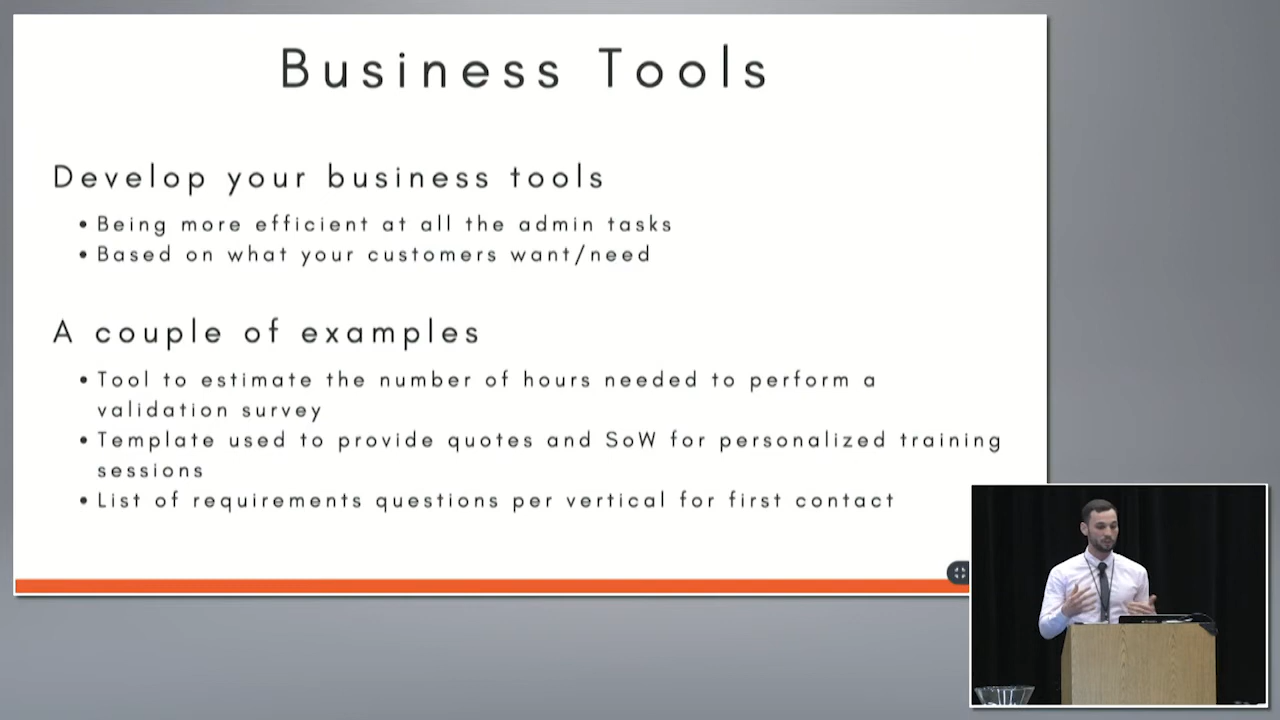 Business Tools
Develop your business tools
• Being more efficient at all the admin tasks
• Based on what your customers want/need
A couple of examples
• Tool to estimate the number of hours needed to perform a
validation survey
• Template used to provide quotes and SoW for personalized training
sessions
• List of requirements questions per vertical for first contact